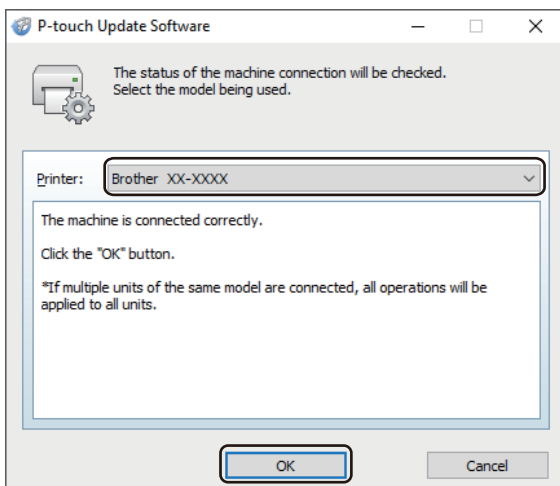 P-touch Update Software
The status of the machine connection will be checked.
Select the model being used.
Printer: Brother XX-XXXX
The machine is connected correctly.
Click the "OK" button.
*If multiple units of the same model are connected, all operations will be
applied to all units.
OK Cancel